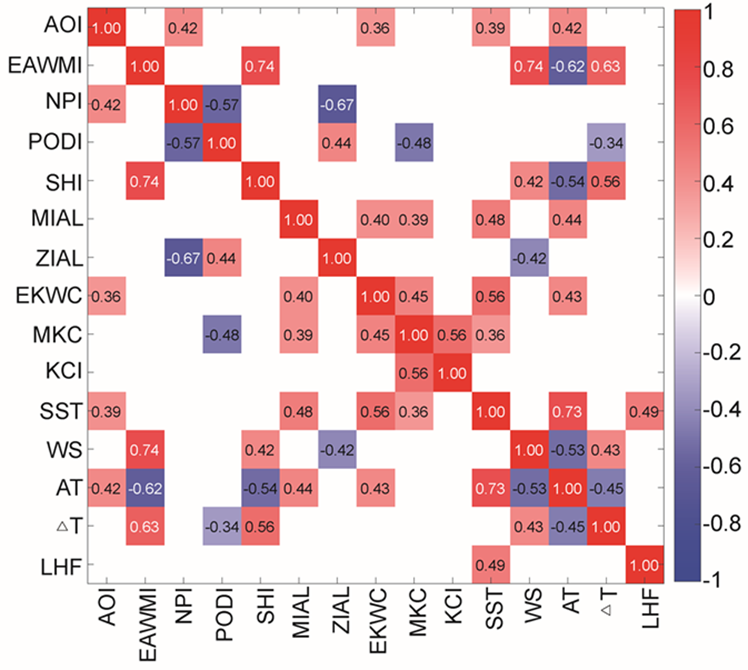 AOI 1.00 0.42 0.36 0.39 0.42
EAWMI 1.00 0.74 0.74 -0.62 0.63
NPI 0.42 1.00 -0.57 -0.67
PODI -0.57 1.00 0.44 -0.48 -0.34
SHI 0.74 1.00 0.42 -0.54 0.56
MIAL 1.00 0.40 0.39 0.48 0.44
ZIAL -0.67 0.44 1.00 -0.42
EKWC 0.36 0.40 1.00 0.45 0.56 0.43
MKC -0.48 0.39 0.45 1.00 0.56 0.36
KCI 0.56 1.00
SST 0.39 0.48 0.56 0.36 1.00 0.73 0.49
WS 0.74 0.42 -0.42 1.00 -0.53 0.43
AT 0.42 -0.62 -0.54 0.44 0.43 0.73 -0.53 1.00 -0.45
△T 0.63 -0.34 0.56 0.43 -0.45 1.00
LHF 0.49 1.00
AOI EAWMI NPI PODI SHI MIAL ZIAL EKWC MKC KCI SST WS AT △T LHF
1
0.8
0.6
0.4
0.2
0
-0.2
-0.4
-0.6
-0.8
-1